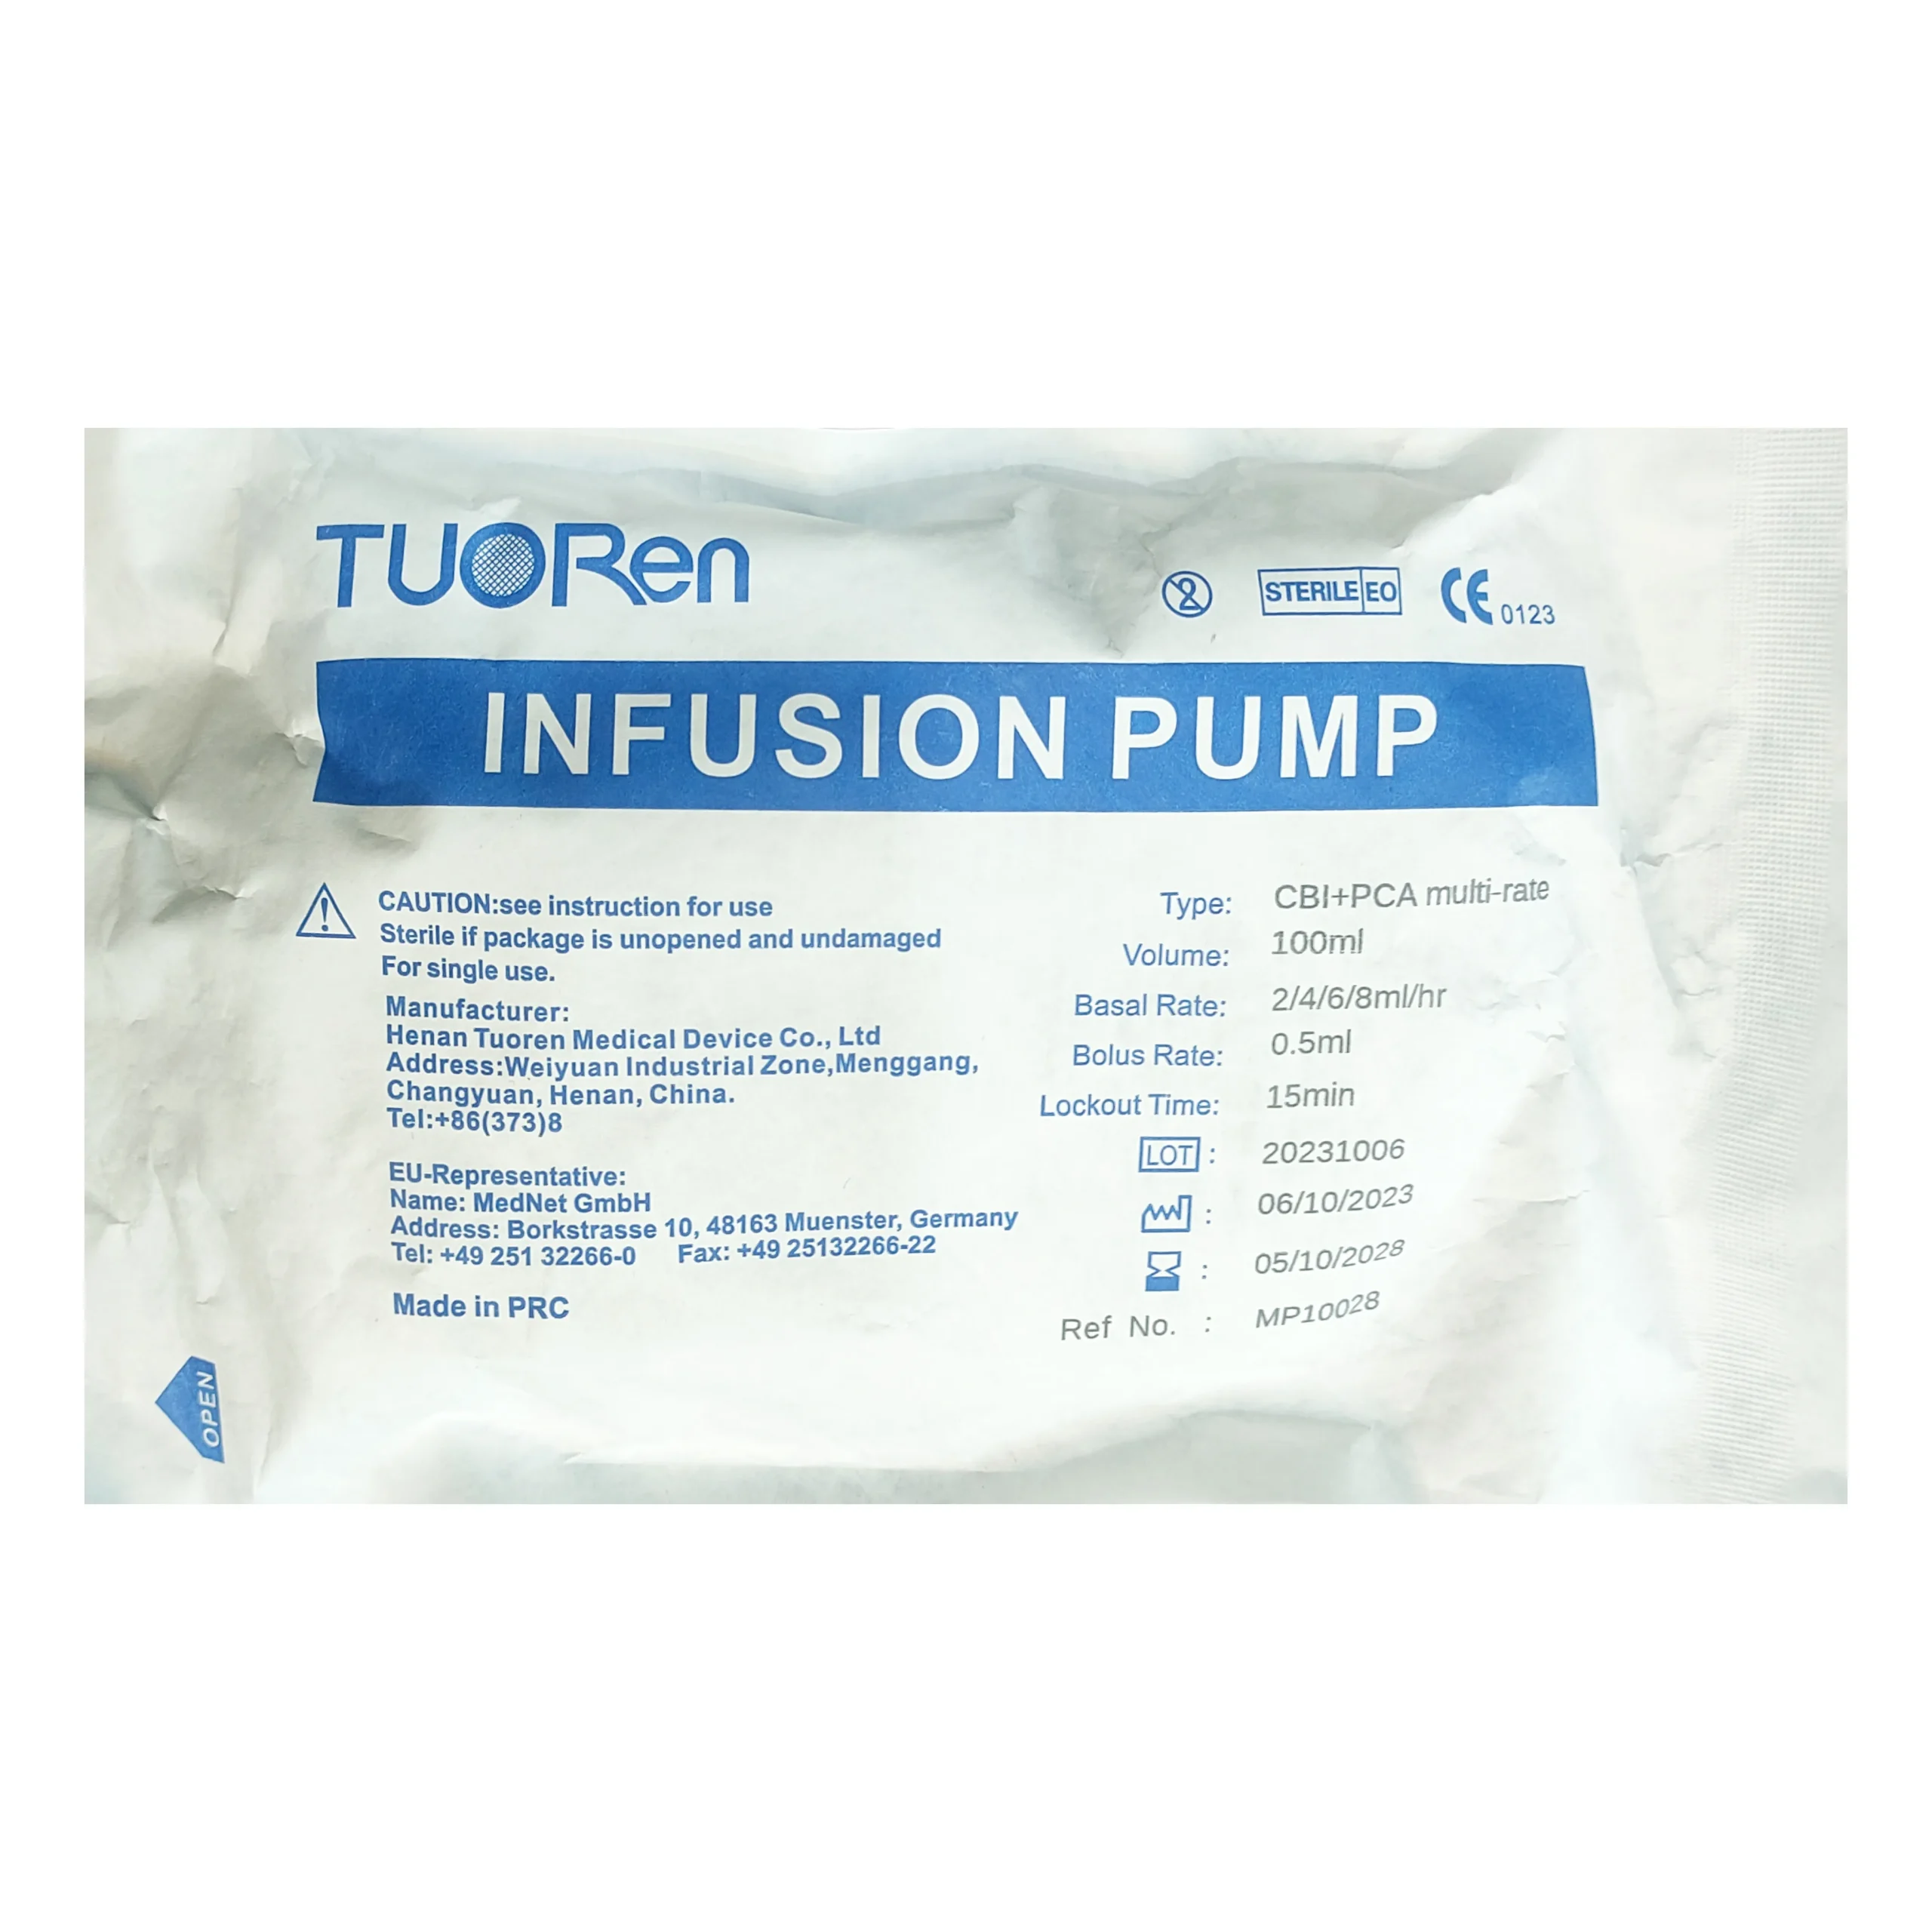 TUORen
2 STERILE EO CE 0123
INFUSION PUMP
CAUTION:see instruction for use
Sterile if package is unopened and undamaged
For single use.
Manufacturer:
Henan Tuoren Medical Device Co., Ltd
Address:Weiyuan Industrial Zone,Menggang,
Changyuan, Henan, China.
Tel:+86(373)8
EU-Representative:
Name: MedNet GmbH
Address: Borkstrasse 10, 48163 Muenster, Germany
Tel: +49 251 32266-0 Fax: +49 25132266-22
Made in PRC
OPEN
Type: CBI+PCA multi-rate
Volume: 100ml
Basal Rate: 2/4/6/8ml/hr
Bolus Rate: 0.5ml
Lockout Time: 15min
LOT : 20231006
: 06/10/2023
: 05/10/2028
Ref No. : MP10028